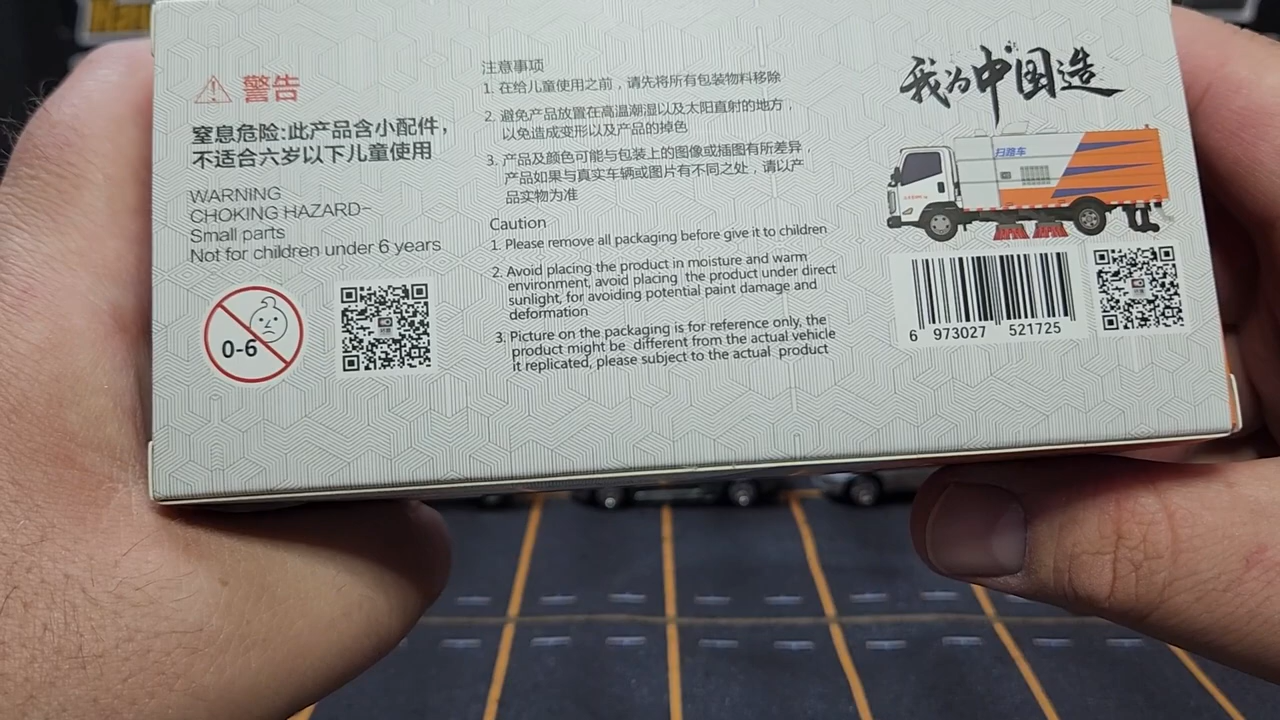 警告
窒息危险:此产品含小配件,
不适合六岁以下儿童使用
WARNING
CHOKING HAZARD-
Small parts
Not for children under 6 years
0-6
注意事项
1. 在给儿童使用之前，请先将所有包装物料移除
2. 避免产品放置在高温潮湿以及太阳直射的地方，
以免造成变形以及产品的掉色
3. 产品及颜色可能与包装上的图像或插图有所差异，
产品如果与真实车辆或图片有不同之处，请以产
品实物为准
Caution
1. Please remove all packaging before give it to children
2. Avoid placing the product in moisture and warm
environment, avoid placing the product under direct
sunlight, for avoiding potential paint damage and
deformation
3. Picture on the packaging is for reference only, the
product might be different from the actual vehicle
it replicated, please subject to the actual product
我为中国造
扫路车
6 973027 521725